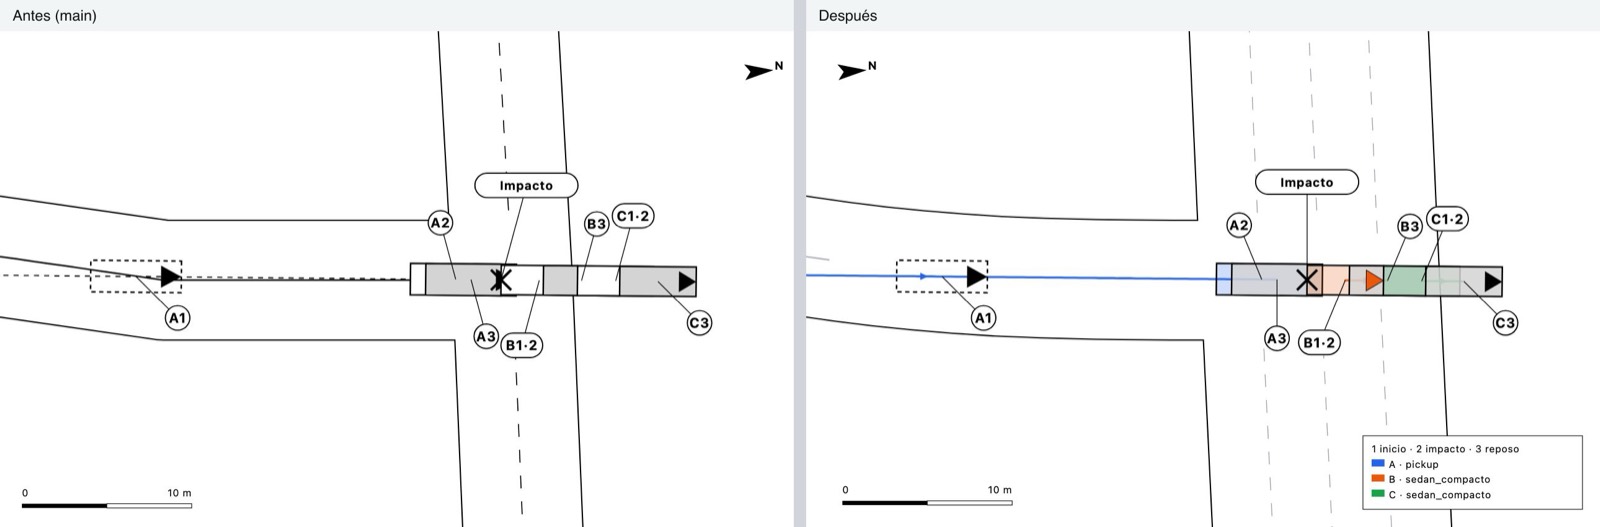 Antes (main)
N
Impacto
A2
B3
C1·2
A1
A3
B1·2
C3
0
10 m
Después
N
Impacto
A2
B3
C1·2
A1
A3
B1·2
C3
0
10 m
1 inicio · 2 impacto · 3 reposo
A · pickup
B · sedan_compacto
C · sedan_compacto